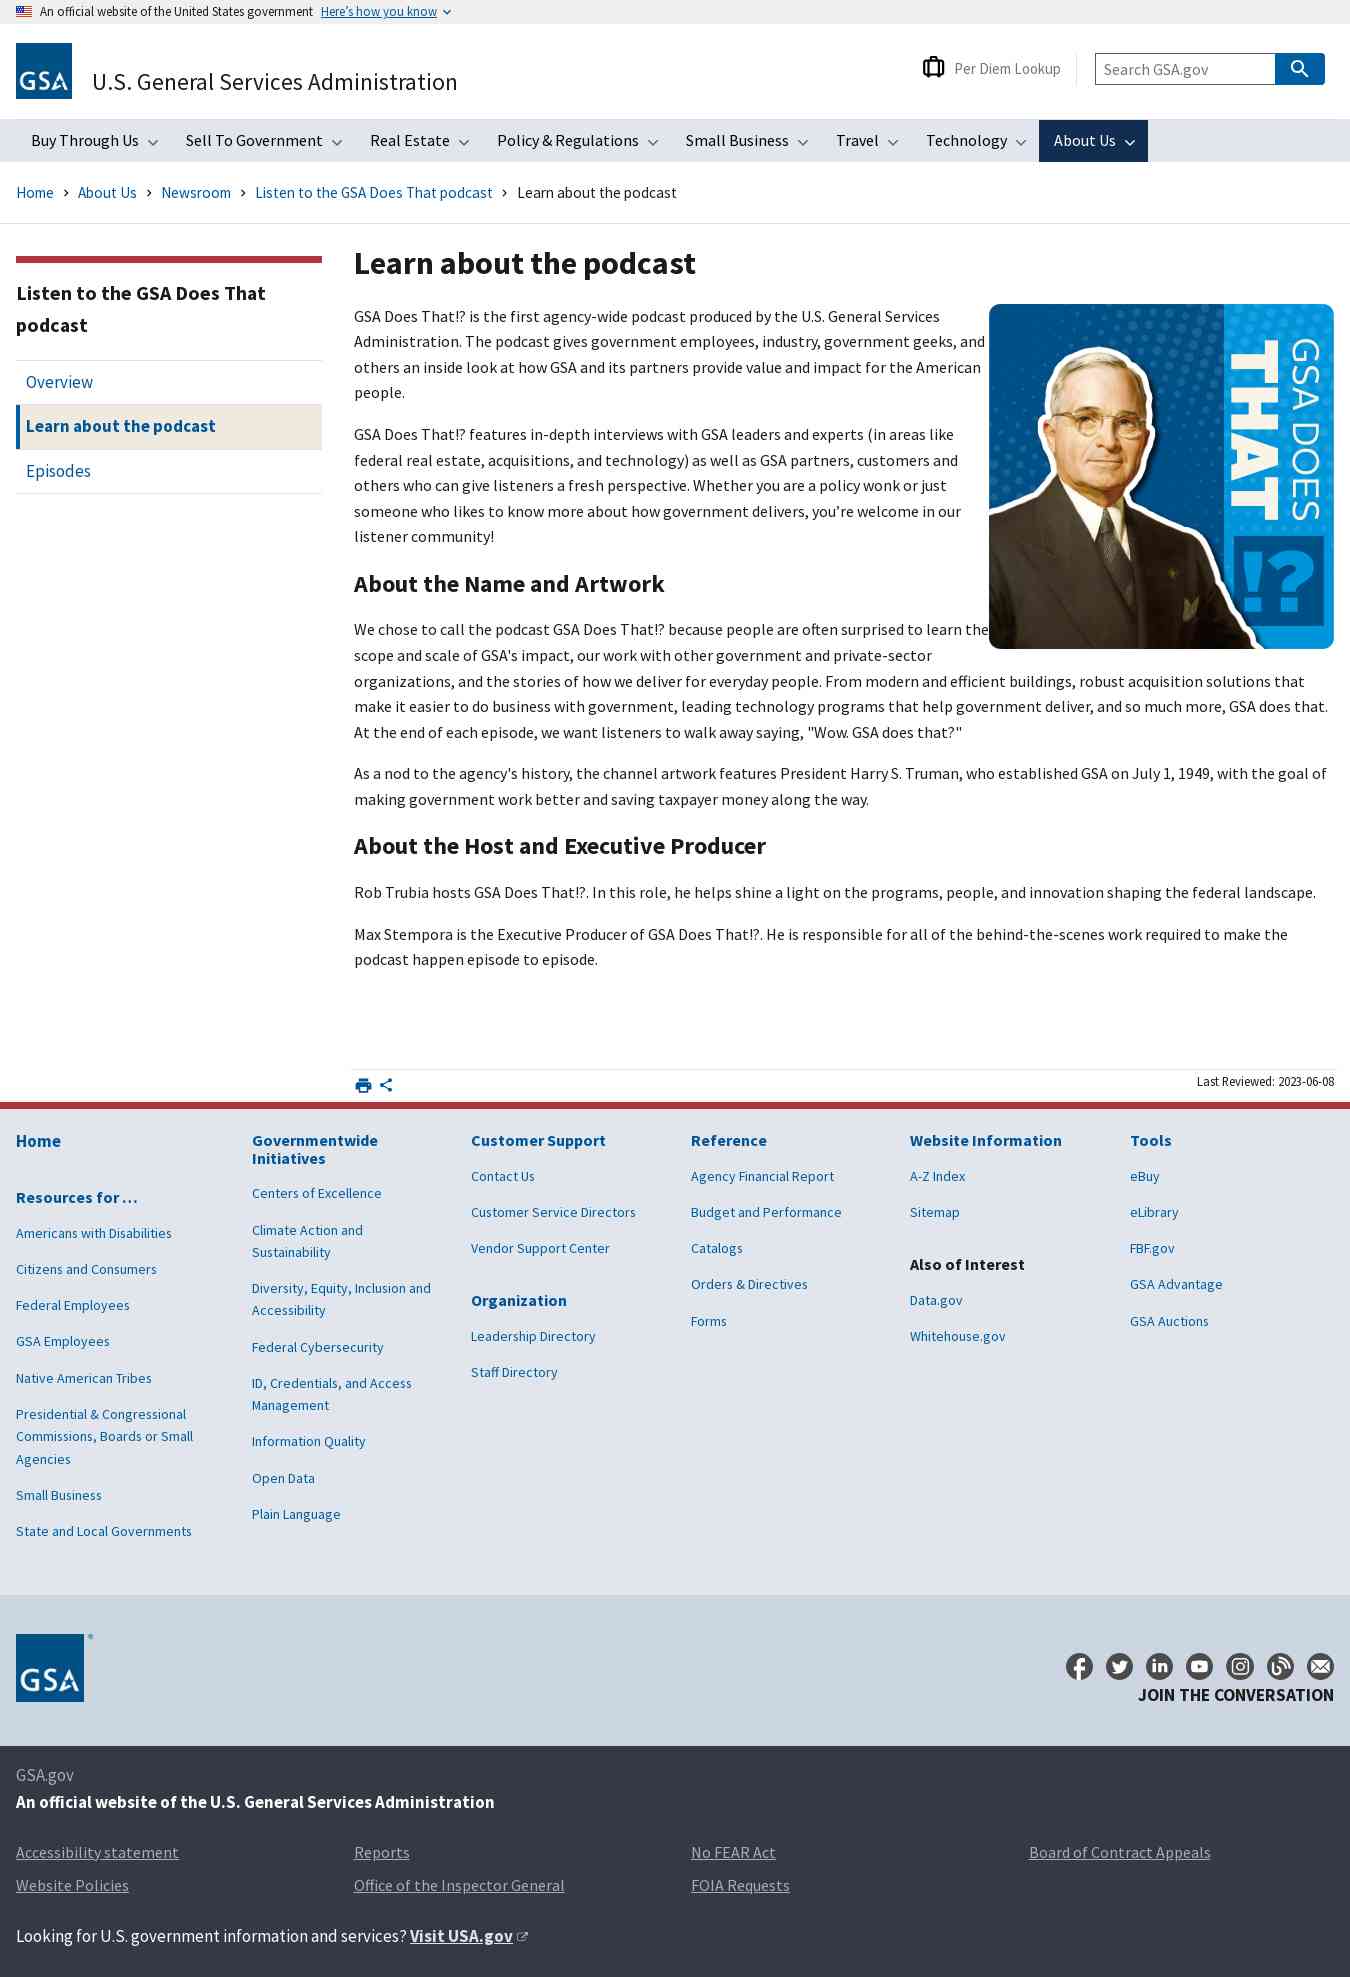 An official website of the United States government Here's how you know
GSA
U.S. General Services Administration
Per Diem Lookup
Search GSA.gov
Buy Through Us Sell To Government Real Estate Policy & Regulations Small Business Travel Technology About Us
Home > About Us > Newsroom > Listen to the GSA Does That podcast > Learn about the podcast
Listen to the GSA Does That
podcast
Overview
Learn about the podcast
Episodes
Learn about the podcast
GSA Does That!? is the first agency-wide podcast produced by the U.S. General Services
Administration. The podcast gives government employees, industry, government geeks, and
others an inside look at how GSA and its partners provide value and impact for the American
people.
GSA Does That!? features in-depth interviews with GSA leaders and experts (in areas like
federal real estate, acquisitions, and technology) as well as GSA partners, customers and
others who can give listeners a fresh perspective. Whether you are a policy wonk or just
someone who likes to know more about how government delivers, you're welcome in our
listener community!
GSA DOES
THAT
!?
About the Name and Artwork
We chose to call the podcast GSA Does That!? because people are often surprised to learn the
scope and scale of GSA's impact, our work with other government and private-sector
organizations, and the stories of how we deliver for everyday people. From modern and efficient buildings, robust acquisition solutions that
make it easier to do business with government, leading technology programs that help government deliver, and so much more, GSA does that.
At the end of each episode, we want listeners to walk away saying, "Wow. GSA does that?"
As a nod to the agency's history, the channel artwork features President Harry S. Truman, who established GSA on July 1, 1949, with the goal of
making government work better and saving taxpayer money along the way.
About the Host and Executive Producer
Rob Trubia hosts GSA Does That!?. In this role, he helps shine a light on the programs, people, and innovation shaping the federal landscape.
Max Stempora is the Executive Producer of GSA Does That!?. He is responsible for all of the behind-the-scenes work required to make the
podcast happen episode to episode.
Last Reviewed: 2023-06-08
Home
Resources for …
Americans with Disabilities
Citizens and Consumers
Federal Employees
GSA Employees
Native American Tribes
Presidential & Congressional
Commissions, Boards or Small
Agencies
Small Business
State and Local Governments
Governmentwide
Initiatives
Centers of Excellence
Climate Action and
Sustainability
Diversity, Equity, Inclusion and
Accessibility
Federal Cybersecurity
ID, Credentials, and Access
Management
Information Quality
Open Data
Plain Language
Customer Support
Contact Us
Customer Service Directors
Vendor Support Center
Organization
Leadership Directory
Staff Directory
Reference
Agency Financial Report
Budget and Performance
Catalogs
Orders & Directives
Forms
Website Information
A-Z Index
Sitemap
Also of Interest
Data.gov
Whitehouse.gov
Tools
eBuy
eLibrary
FBF.gov
GSA Advantage
GSA Auctions
GSA
JOIN THE CONVERSATION
GSA.gov
An official website of the U.S. General Services Administration
Accessibility statement Reports No FEAR Act Board of Contract Appeals
Website Policies Office of the Inspector General FOIA Requests
Looking for U.S. government information and services? Visit USA.gov